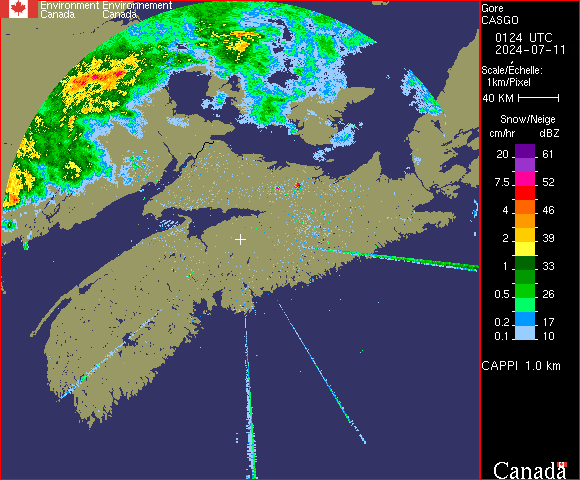 Environment Environnement
Canada Canada
Gore
CASGO
0124 UTC
2024-07-11
Scale/Echelle:
1km/Pixel
40 KM
Snow/Neige
cm/hr dBZ
20 61
7.5 52
4 46
2 39
1 33
0.5 26
0.2 17
0.1 10
CAPPI 1.0 km
Canada